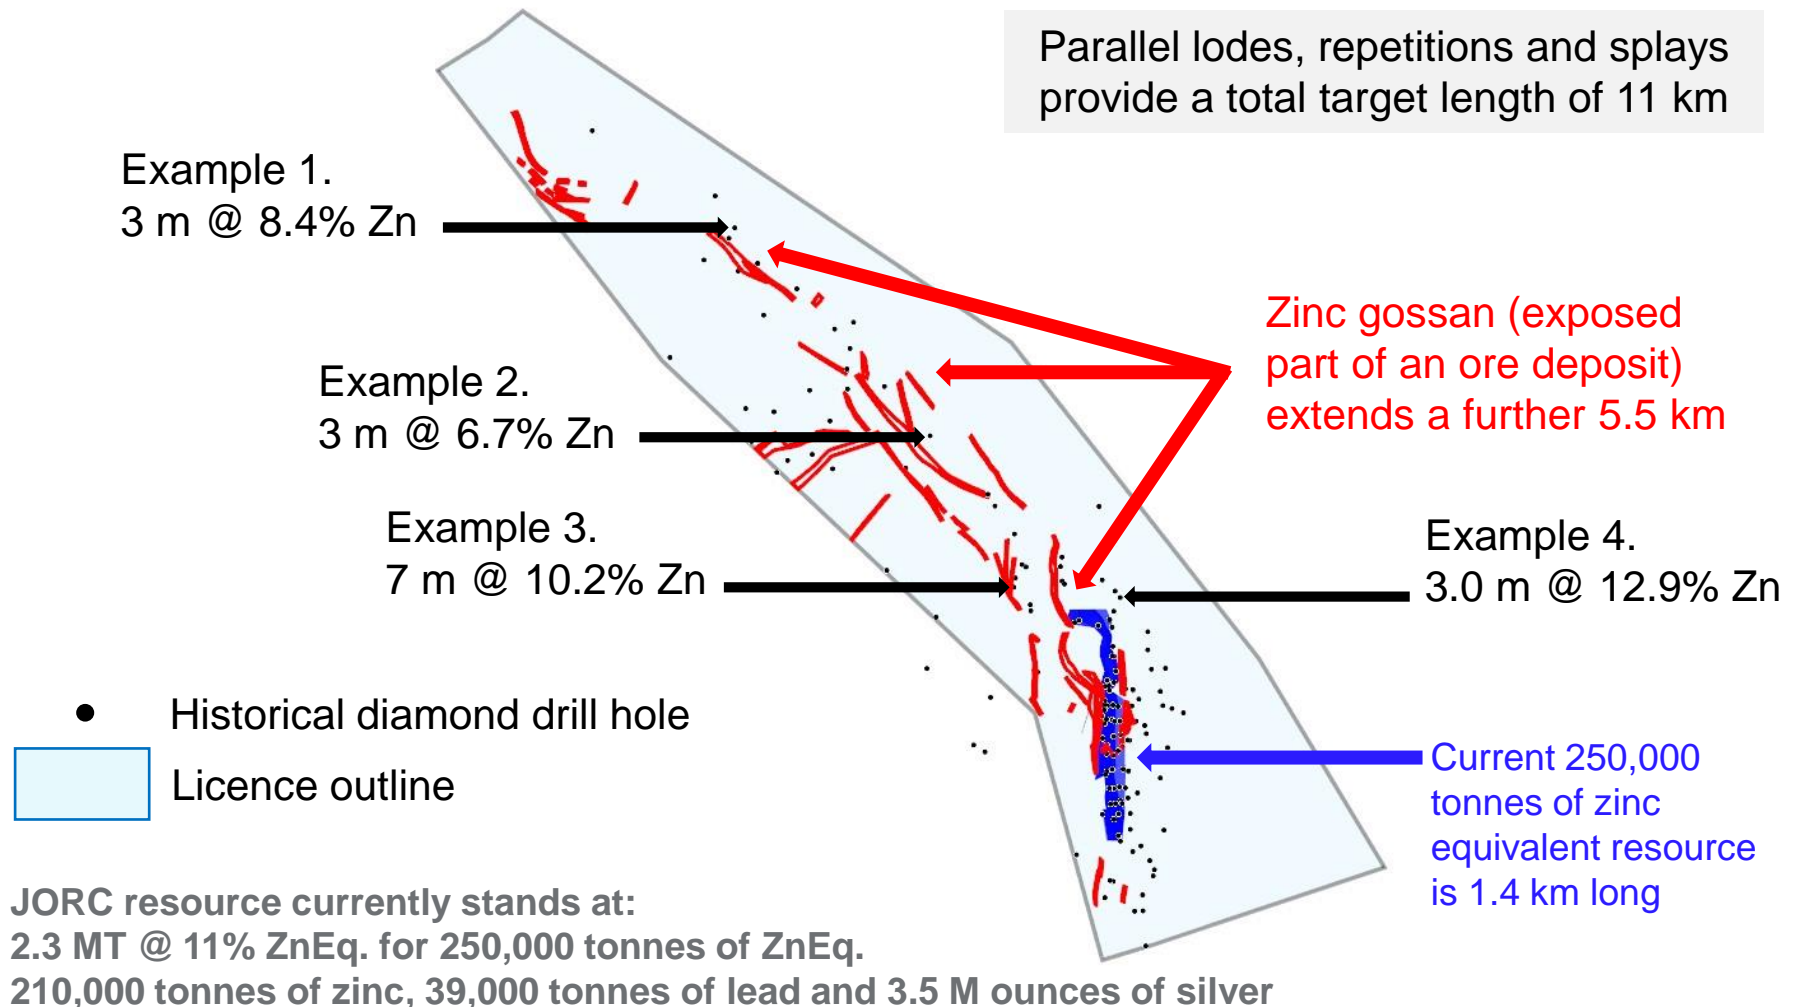 Parallel lodes, repetitions and splays
provide a total target length of 11 km
Example 1.
3 m @ 8.4% Zn
Zinc gossan (exposed
part of an ore deposit)
extends a further 5.5 km
Example 2.
3 m @ 6.7% Zn
Example 3.
7 m @ 10.2% Zn
Example 4.
3.0 m @ 12.9% Zn
Historical diamond drill hole
Licence outline
Current 250,000
tonnes of zinc
equivalent resource
is 1.4 km long
JORC resource currently stands at:
2.3 MT @ 11% ZnEq. for 250,000 tonnes of ZnEq.
210,000 tonnes of zinc, 39,000 tonnes of lead and 3.5 M ounces of silver